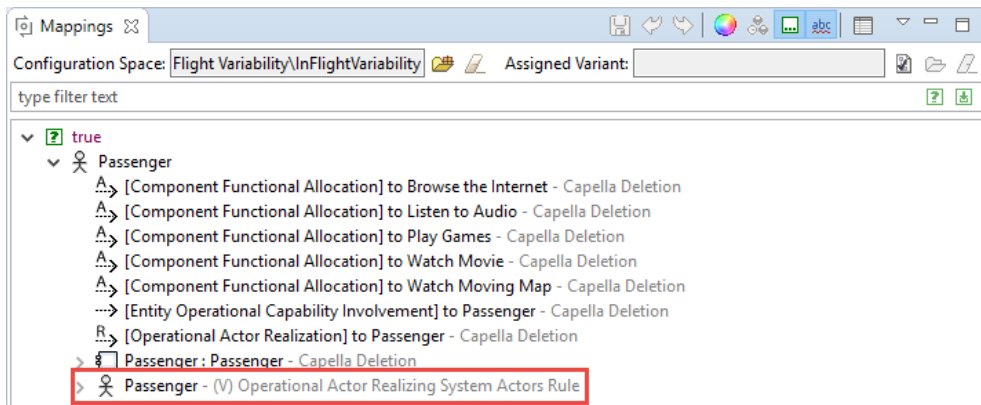 Mappings
abc
Configuration Space: Flight Variability\InFlightVariability Assigned Variant:
type filter text
true
Passenger
[Component Functional Allocation] to Browse the Internet - Capella Deletion
[Component Functional Allocation] to Listen to Audio - Capella Deletion
[Component Functional Allocation] to Play Games - Capella Deletion
[Component Functional Allocation] to Watch Movie - Capella Deletion
[Component Functional Allocation] to Watch Moving Map - Capella Deletion
[Entity Operational Capability Involvement] to Passenger - Capella Deletion
[Operational Actor Realization] to Passenger - Capella Deletion
Passenger : Passenger - Capella Deletion
Passenger - (V) Operational Actor Realizing System Actors Rule